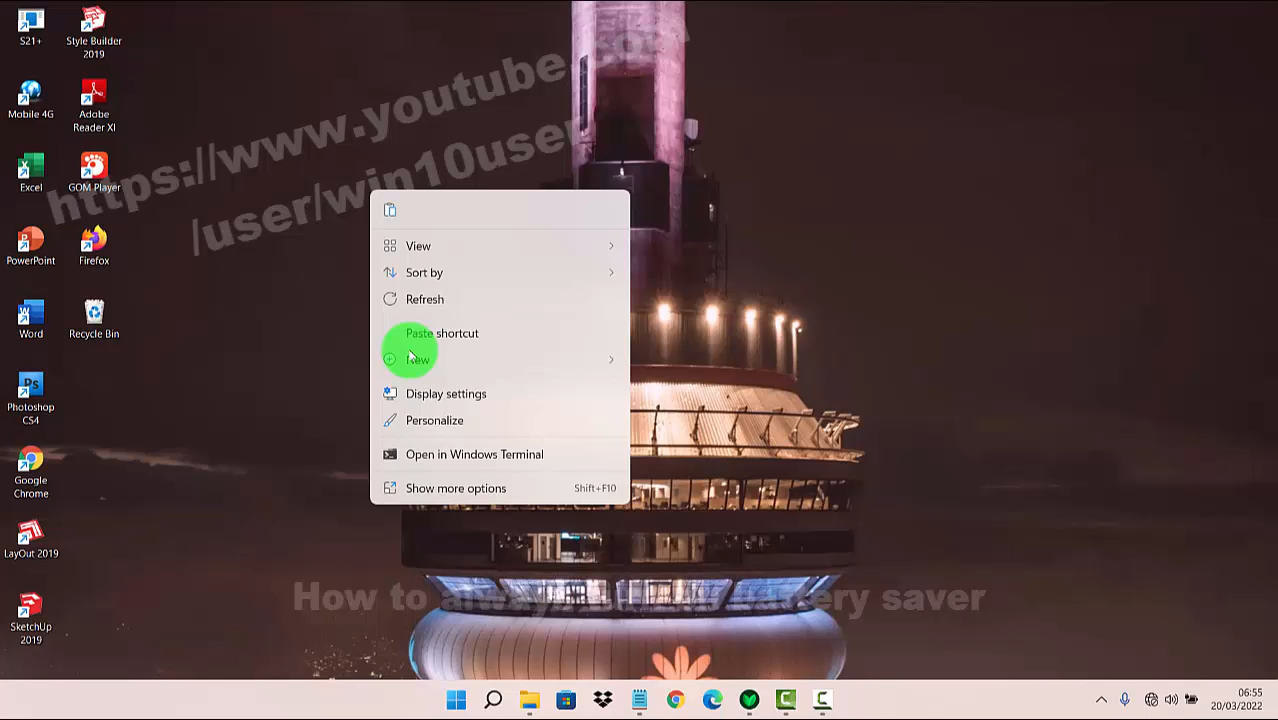 S21+
Style Builder
2019
Mobile 4G
Adobe
Reader XI
Excel
GOM Player
PowerPoint
Firefox
Word
Recycle Bin
Photoshop
CS4
Google
Chrome
LayOut 2019
SketchUp
2019
https://www.youtube.com
/user/win10user
View
Sort by
Refresh
Paste shortcut
New
Display settings
Personalize
Open in Windows Terminal
Show more options Shift+F10
How to always battery saver
06:55
20/03/2022